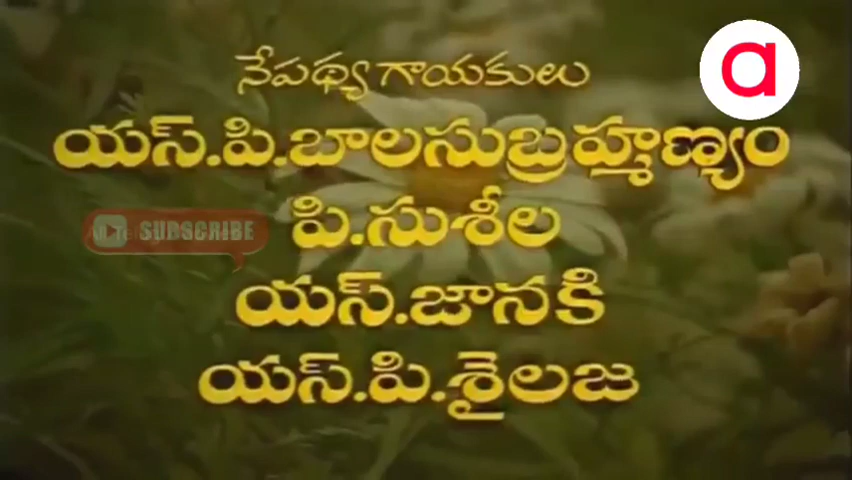 నేపథ్య గాయకులు
a
యస్.పి.బాలసుబ్రహ్మణ్యం
పి.సుశీల
SUBSCRIBE
యస్.జానకి
యస్.పి.శైలజ